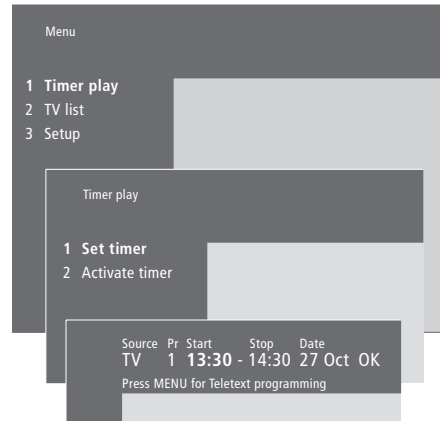 Menu
1 Timer play
2 TV list
3 Setup
Timer play
1 Set timer
2 Activate timer
Source Pr Start Stop Date
TV 1 13:30 - 14:30 27 Oct OK
Press MENU for Teletext programming